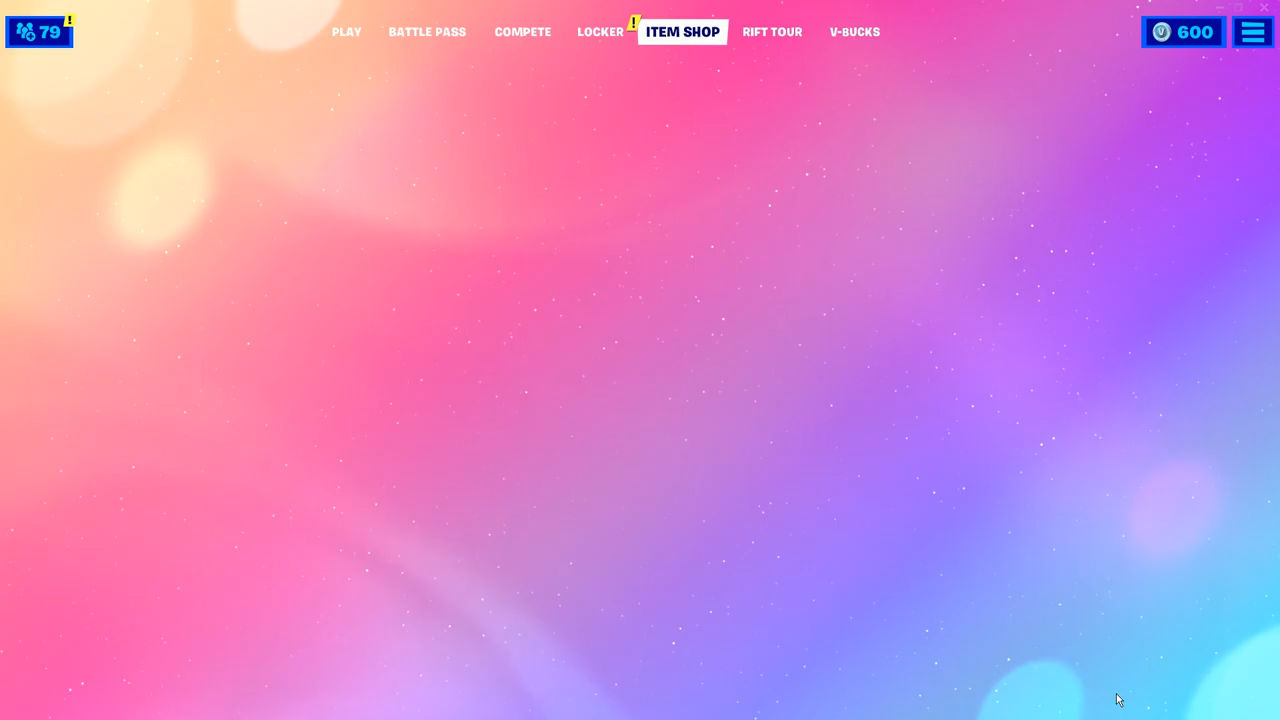 79
!
PLAY
BATTLE PASS
COMPETE
LOCKER
!
ITEM SHOP
RIFT TOUR
V-BUCKS
V
600